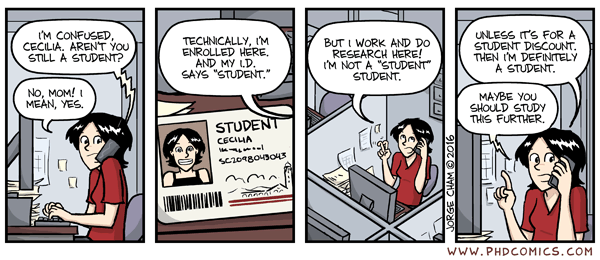 I'M CONFUSED,
CECILIA. AREN'T YOU
STILL A STUDENT?
NO, MOM! I
MEAN, YES.
TECHNICALLY, I'M
ENROLLED HERE.
AND MY I.D.
SAYS "STUDENT."
STUDENT
CECILIA
SC2098049043
BUT I WORK AND DO
RESEARCH HERE!
I'M NOT A "STUDENT"
STUDENT.
JORGE CHAM © 2016
UNLESS IT'S FOR A
STUDENT DISCOUNT.
THEN I'M DEFINITELY
A STUDENT.
MAYBE YOU
SHOULD STUDY
THIS FURTHER.
WWW.PHDCOMICS.COM